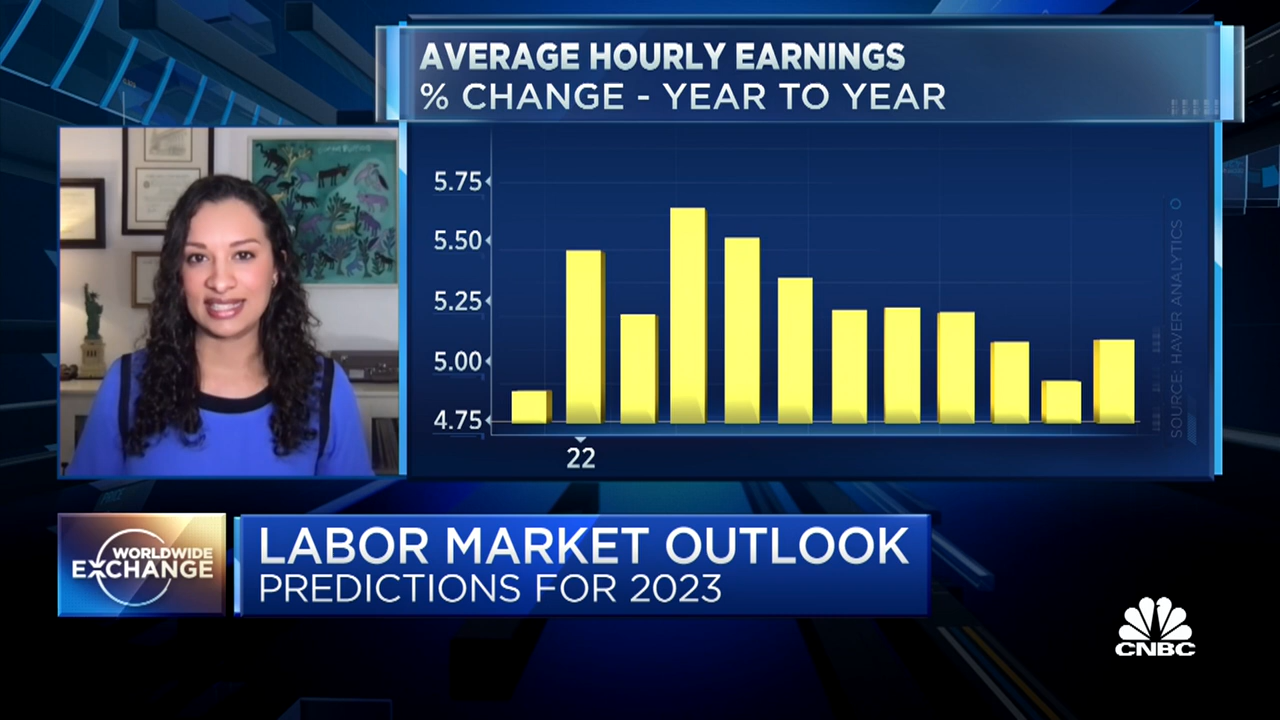 AVERAGE HOURLY EARNINGS
% CHANGE - YEAR TO YEAR
5.75
5.50
5.25
5.00
4.75
22
SOURCE: HAVER ANALYTICS
WORLDWIDE
EXCHANGE
LABOR MARKET OUTLOOK
PREDICTIONS FOR 2023
CNBC